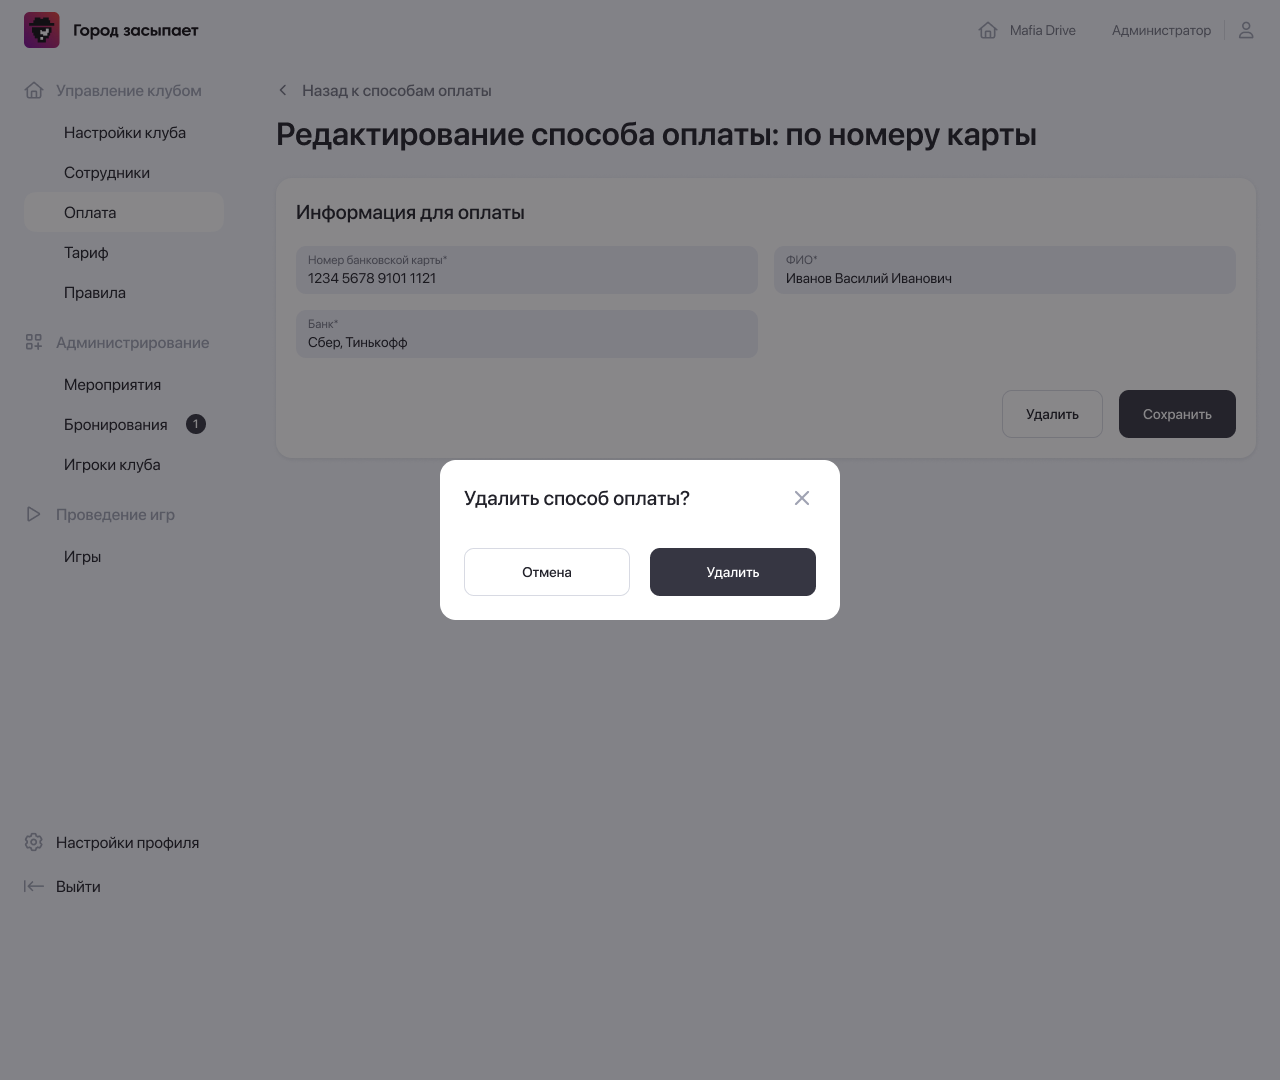 Город засыпает
Mafia Drive
Администратор
Управление клубом
Настройки клуба
Сотрудники
Оплата
Тариф
Правила
Администрирование
Мероприятия
Бронирования 1
Игроки клуба
Проведение игр
Игры
Настройки профиля
Выйти
Назад к способам оплаты
Редактирование способа оплаты: по номеру карты
Информация для оплаты
Номер банковской карты*
1234 5678 9101 1121
ФИО*
Иванов Василий Иванович
Банк*
Сбер, Тинькофф
Удалить
Сохранить
Удалить способ оплаты?
Отмена
Удалить